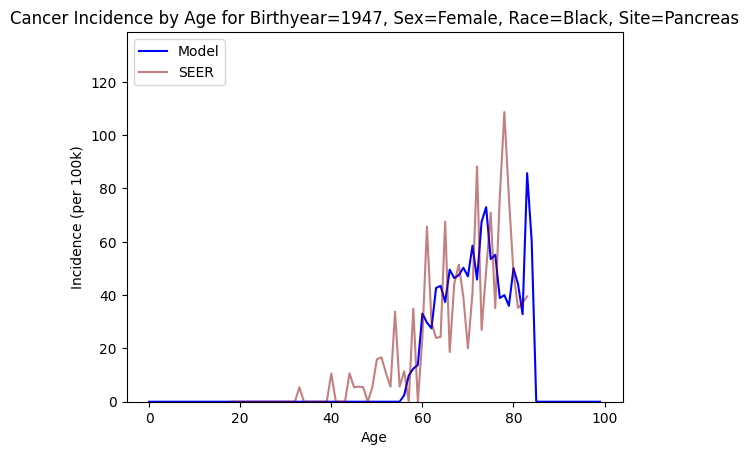 Cancer Incidence by Age for Birthyear=1947, Sex=Female, Race=Black, Site=Pancreas
Model
SEER
120
100
80
60
40
20
0
Incidence (per 100k)
0 20 40 60 80 100
Age